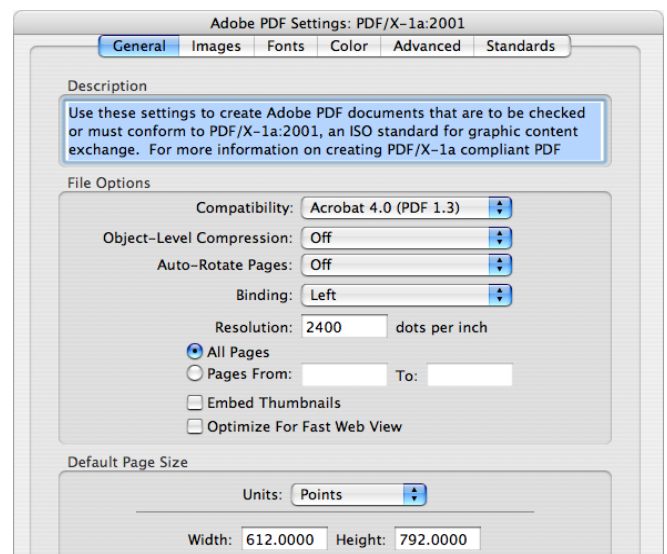 Adobe PDF Settings: PDF/X-1a:2001
General Images Fonts Color Advanced Standards
Description
Use these settings to create Adobe PDF documents that are to be checked
or must conform to PDF/X-1a:2001, an ISO standard for graphic content
exchange. For more information on creating PDF/X-1a compliant PDF
File Options
Compatibility: Acrobat 4.0 (PDF 1.3)
Object-Level Compression: Off
Auto-Rotate Pages: Off
Binding: Left
Resolution: 2400 dots per inch
All Pages
Pages From: To:
Embed Thumbnails
Optimize For Fast Web View
Default Page Size
Units: Points
Width: 612.0000 Height: 792.0000